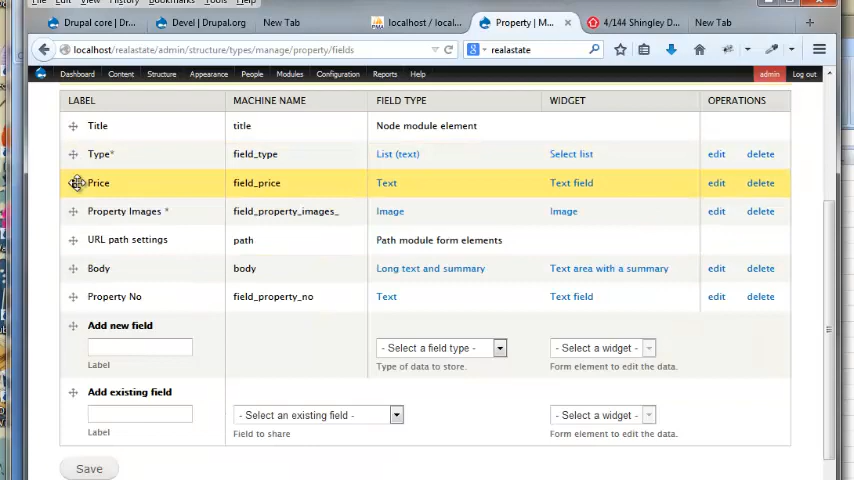 File Edit View History Bookmarks Tools Help
Drupal core | Dr...
Devel | Drupal.org
New Tab
localhost / local...
Property | M...
4/144 Shingley D...
New Tab
localhost/realastate/admin/structure/types/manage/property/fields
realastate
Dashboard Content Structure Appearance People Modules Configuration Reports Help admin Log out
LABEL MACHINE NAME FIELD TYPE WIDGET OPERATIONS
Title title Node module element
Type* field_type List (text) Select list edit delete
Price field_price Text Text field edit delete
Property Images * field_property_images_ Image Image edit delete
URL path settings path Path module form elements
Body body Long text and summary Text area with a summary edit delete
Property No field_property_no Text Text field edit delete
Add new field
- Select a field type - - Select a widget -
Label Type of data to store. Form element to edit the data.
Add existing field
- Select an existing field - - Select a widget -
Label Field to share Form element to edit the data.
Save